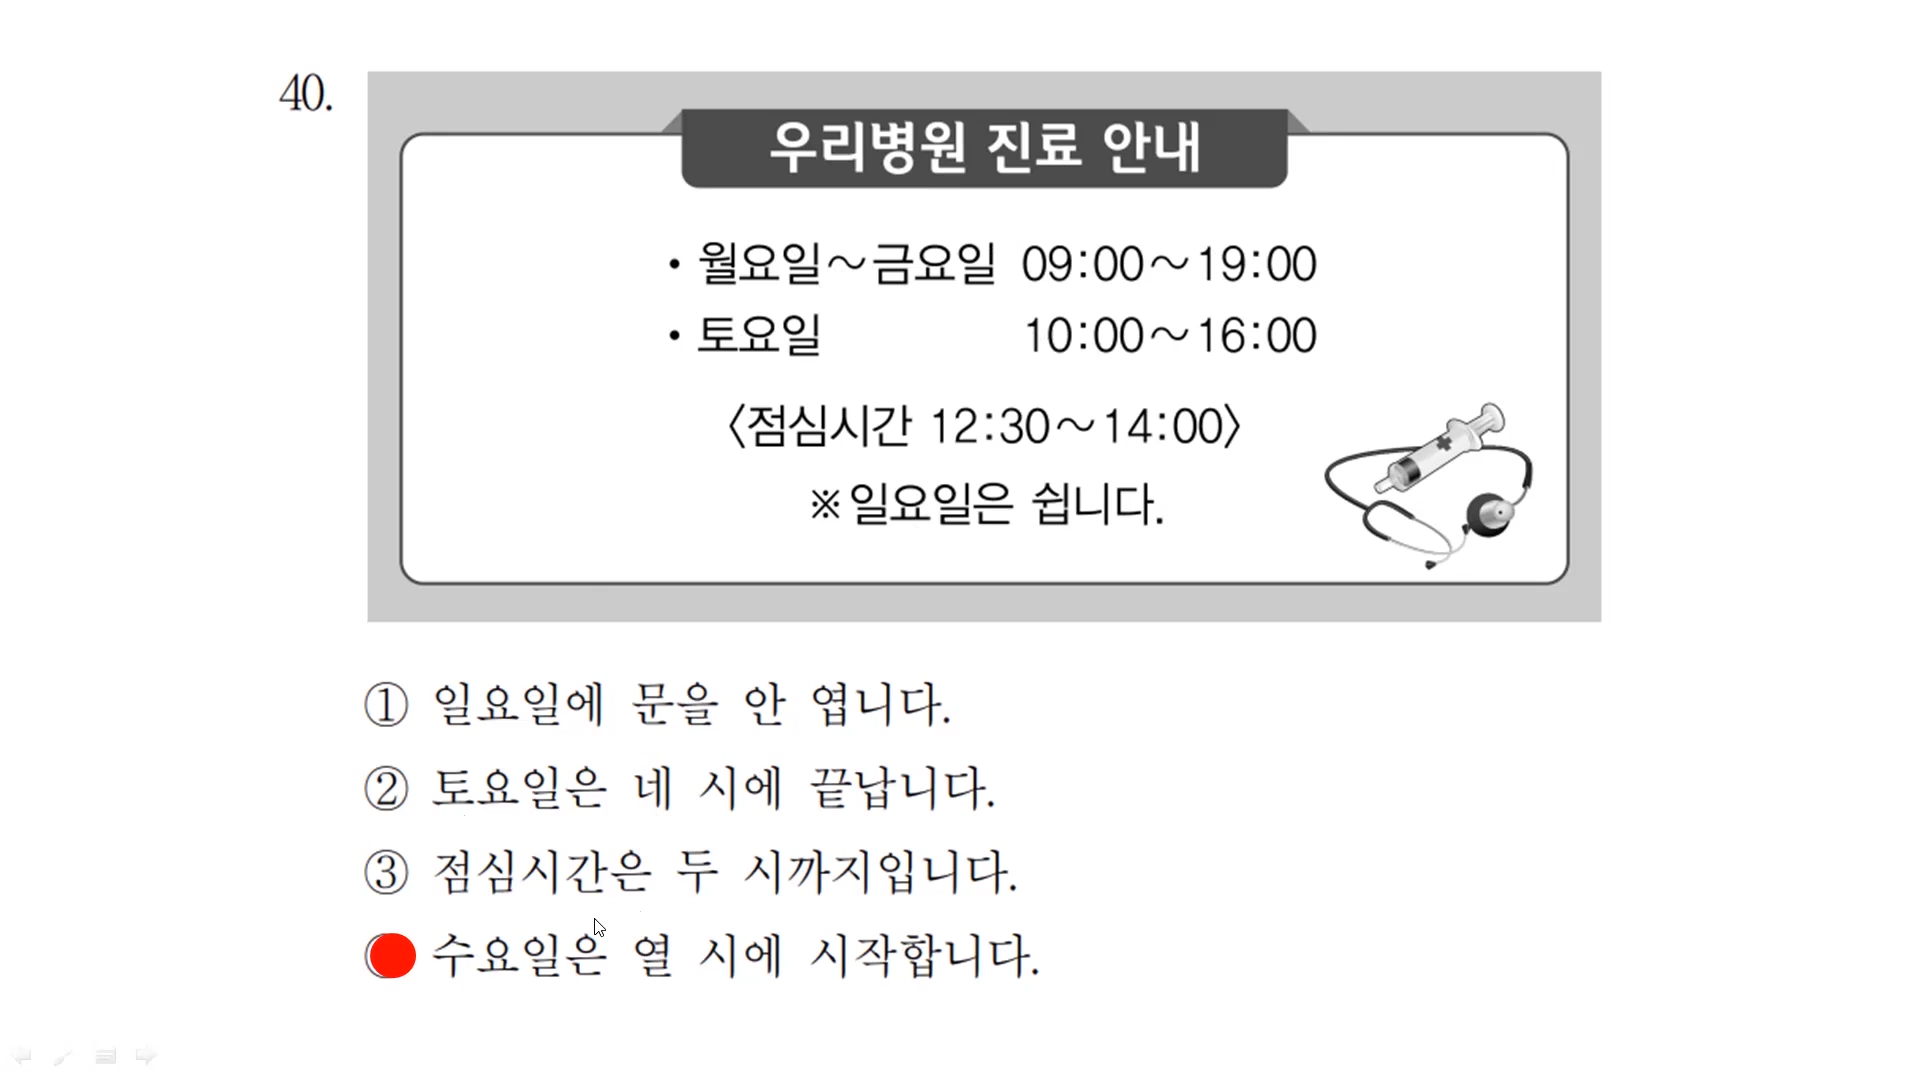 40.
우리병원 진료 안내
• 월요일~금요일 09:00~19:00
• 토요일 10:00~16:00
〈점심시간 12:30~14:00〉
※일요일은 쉽니다.
① 일요일에 문을 안 엽니다.
② 토요일은 네 시에 끝납니다.
③ 점심시간은 두 시까지입니다.
수요일은 열 시에 시작합니다.